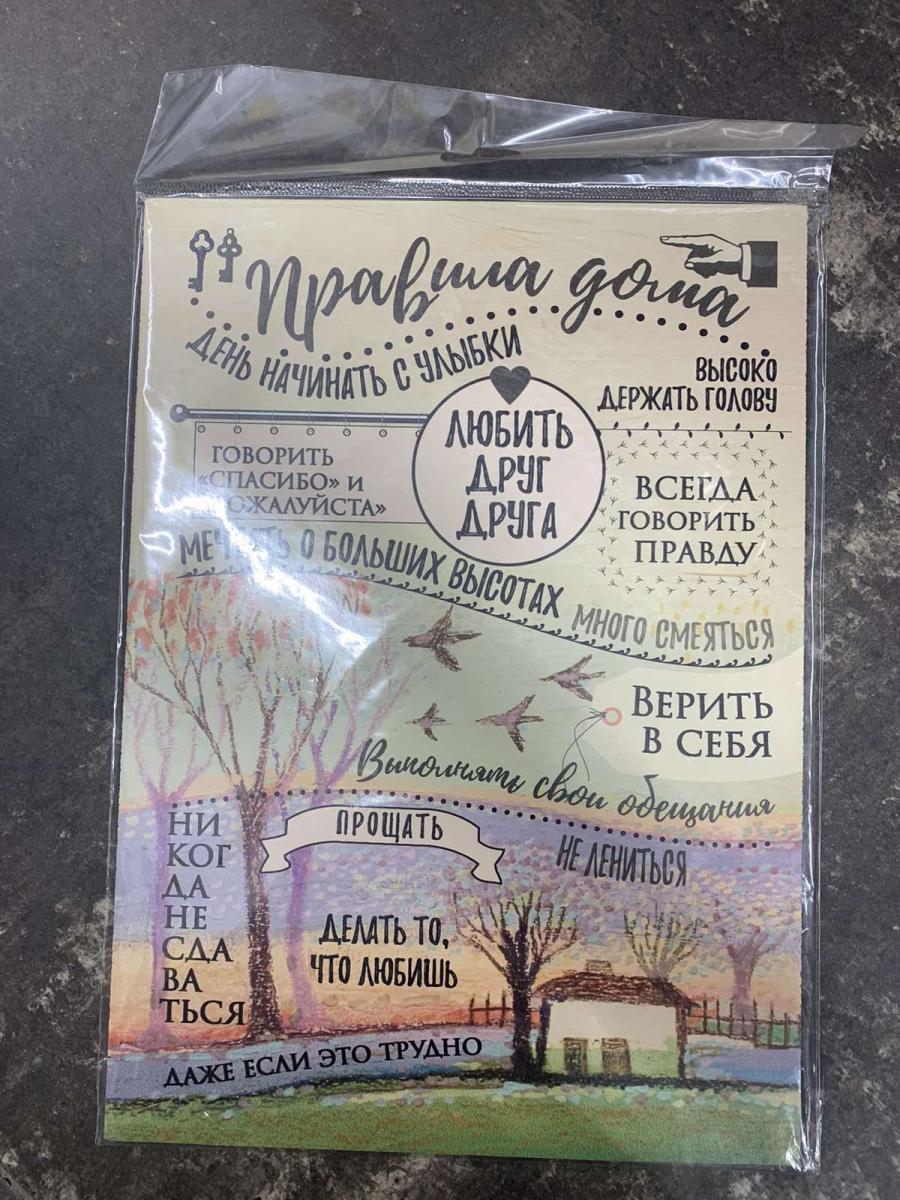 Правила дома
ДЕНЬ НАЧИНАТЬ С УЛЫБКИ
ВЫСОКО
ДЕРЖАТЬ ГОЛОВУ
ЛЮБИТЬ
ДРУГ
ДРУГА
ГОВОРИТЬ
«СПАСИБО» И
ПОЖАЛУЙСТА»
ВСЕГДА
ГОВОРИТЬ
ПРАВДУ
МЕЧТАТЬ О БОЛЬШИХ ВЫСОТАХ
МНОГО СМЕЯТЬСЯ
ВЕРИТЬ
В СЕБЯ
Выполнять свои обещания
ПРОЩАТЬ
НЕ ЛЕНИТЬСЯ
НИ
КОГ
ДА
НЕ
СДА
ВА
ТЬСЯ
ДЕЛАТЬ ТО,
ЧТО ЛЮБИШЬ
ДАЖЕ ЕСЛИ ЭТО ТРУДНО